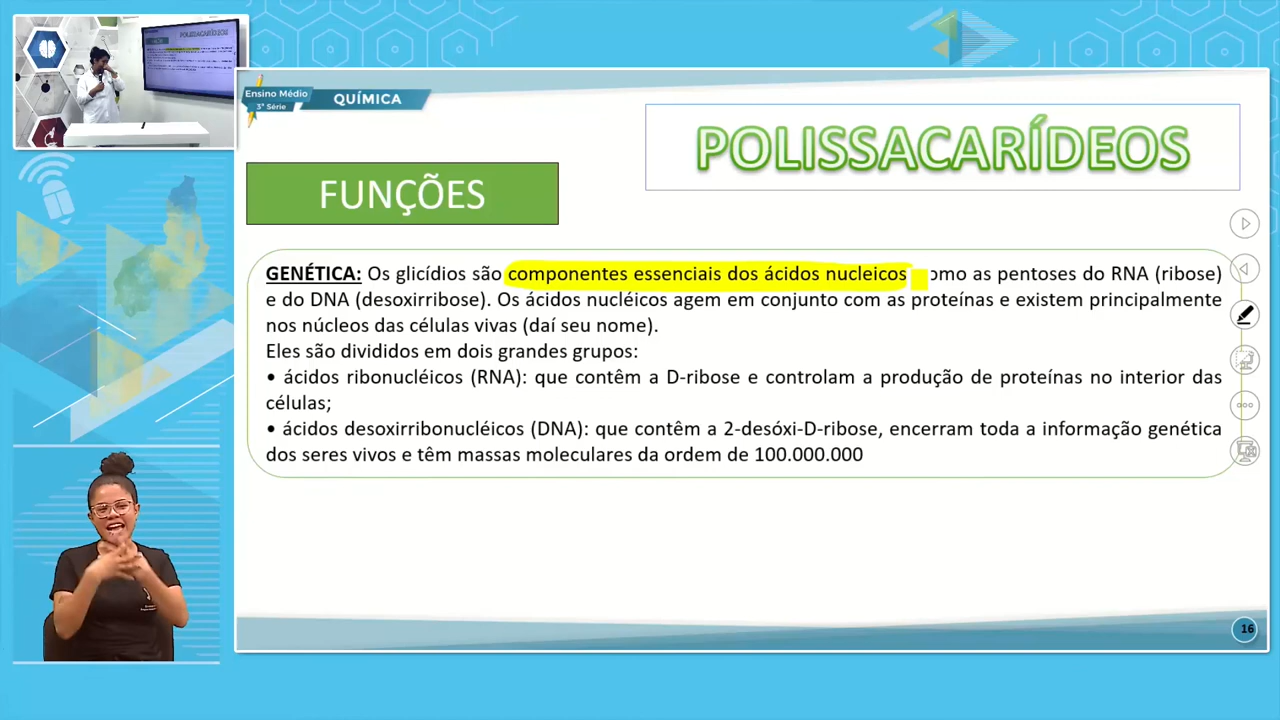 POLISSACARÍDEOS
Ensino Médio
3ª Série
QUÍMICA
POLISSACARÍDEOS
FUNÇÕES
GENÉTICA: Os glicídios são componentes essenciais dos ácidos nucleicos omo as pentoses do RNA (ribose)
e do DNA (desoxirribose). Os ácidos nucléicos agem em conjunto com as proteínas e existem principalmente
nos núcleos das células vivas (daí seu nome).
Eles são divididos em dois grandes grupos:
• ácidos ribonucléicos (RNA): que contêm a D-ribose e controlam a produção de proteínas no interior das
células;
• ácidos desoxirribonucléicos (DNA): que contêm a 2-desóxi-D-ribose, encerram toda a informação genética
dos seres vivos e têm massas moleculares da ordem de 100.000.000
16